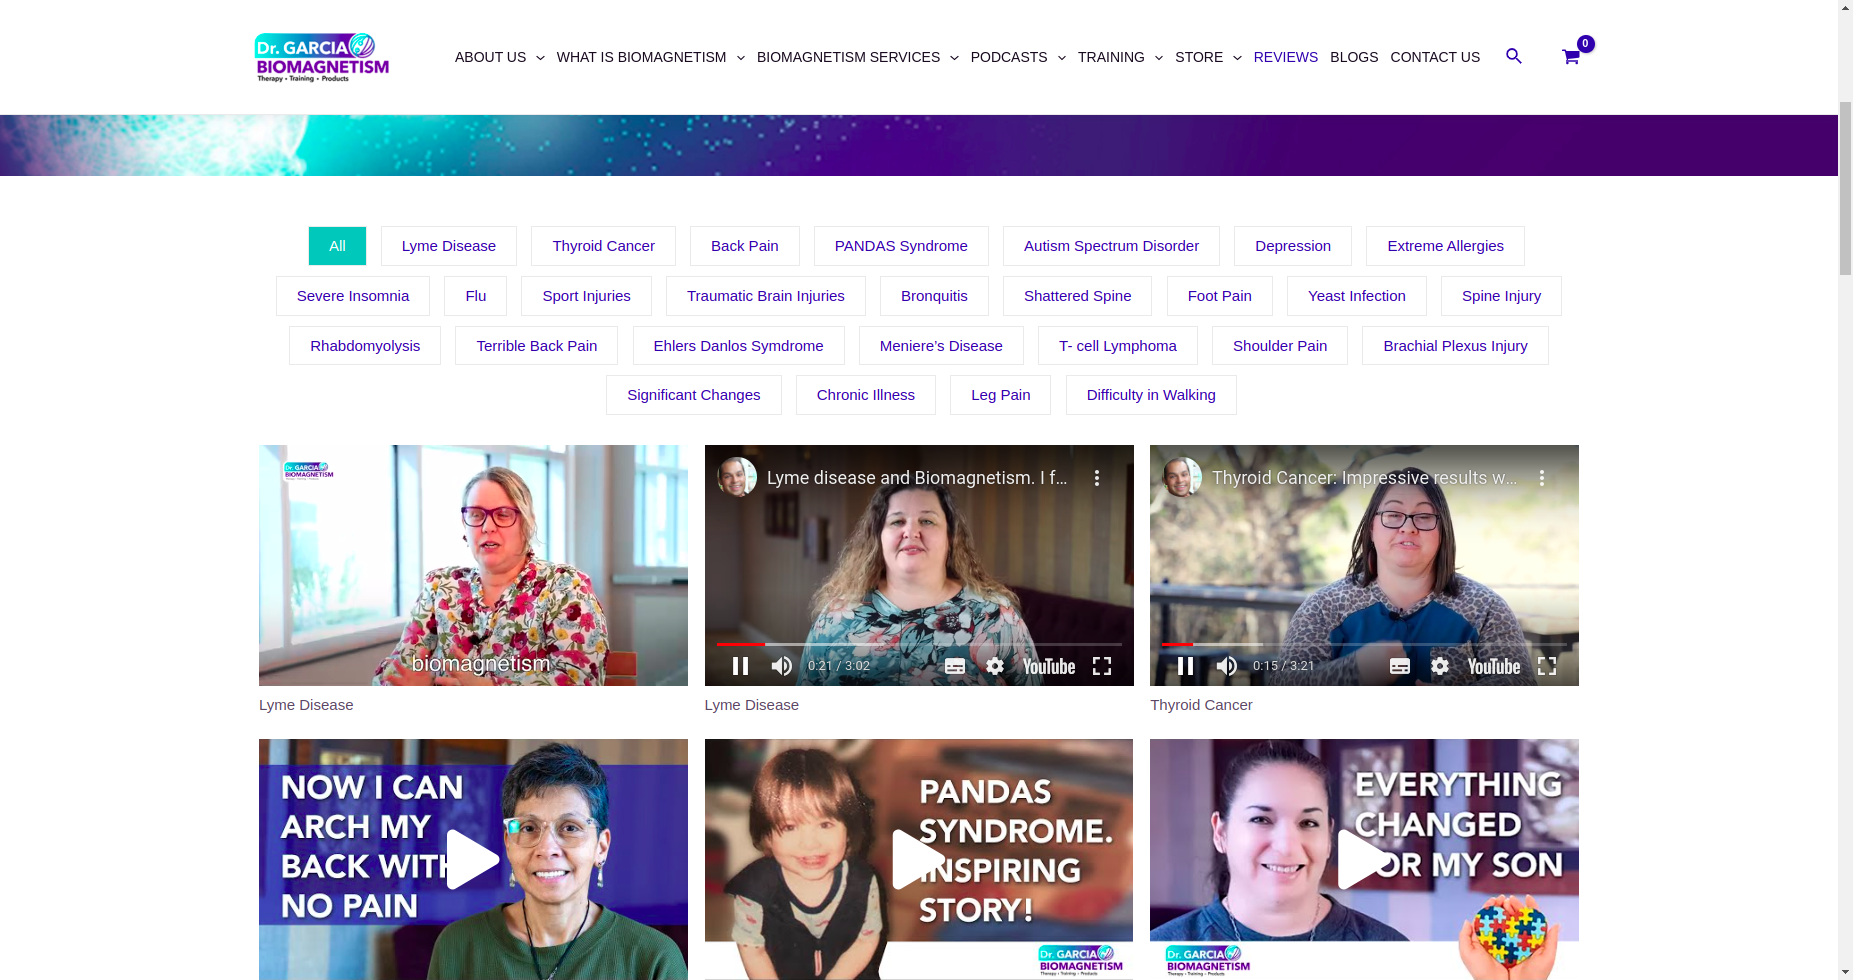 Dr. GARCIA
BIOMAGNETISM
Therapy • Training • Products
ABOUT US
WHAT IS BIOMAGNETISM
BIOMAGNETISM SERVICES
PODCASTS
TRAINING
STORE
REVIEWS
BLOGS
CONTACT US
0
All
Lyme Disease
Thyroid Cancer
Back Pain
PANDAS Syndrome
Autism Spectrum Disorder
Depression
Extreme Allergies
Severe Insomnia
Flu
Sport Injuries
Traumatic Brain Injuries
Bronquitis
Shattered Spine
Foot Pain
Yeast Infection
Spine Injury
Rhabdomyolysis
Terrible Back Pain
Ehlers Danlos Symdrome
Meniere’s Disease
T- cell Lymphoma
Shoulder Pain
Brachial Plexus Injury
Significant Changes
Chronic Illness
Leg Pain
Difficulty in Walking
Dr. GARCIA
BIOMAGNETISM
biomagnetism
Lyme Disease
Lyme disease and Biomagnetism. I f...
0:21 / 3:02
YouTube
Lyme Disease
Thyroid Cancer: Impressive results w...
0:15 / 3:21
YouTube
Thyroid Cancer
NOW I CAN
ARCH MY
BACK WITH
NO PAIN
PANDAS
SYNDROME.
INSPIRING
STORY!
Dr. GARCIA
BIOMAGNETISM
Therapy • Training • Products
EVERYTHING
CHANGED
FOR MY SON
Dr. GARCIA
BIOMAGNETISM
Therapy • Training • Products